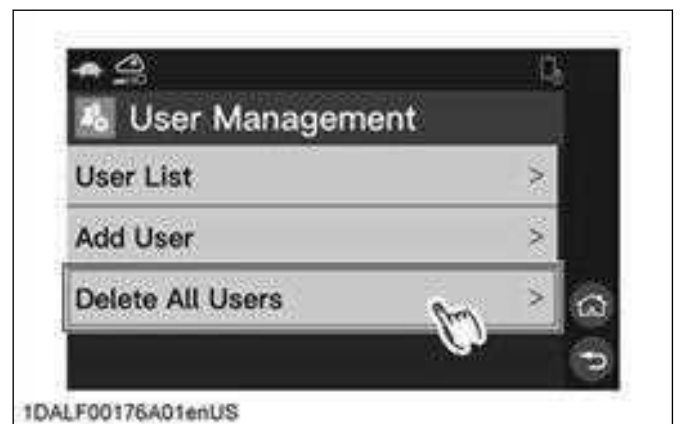 User Management
User List >
Add User >
Delete All Users >
1DALF00176A01enUS